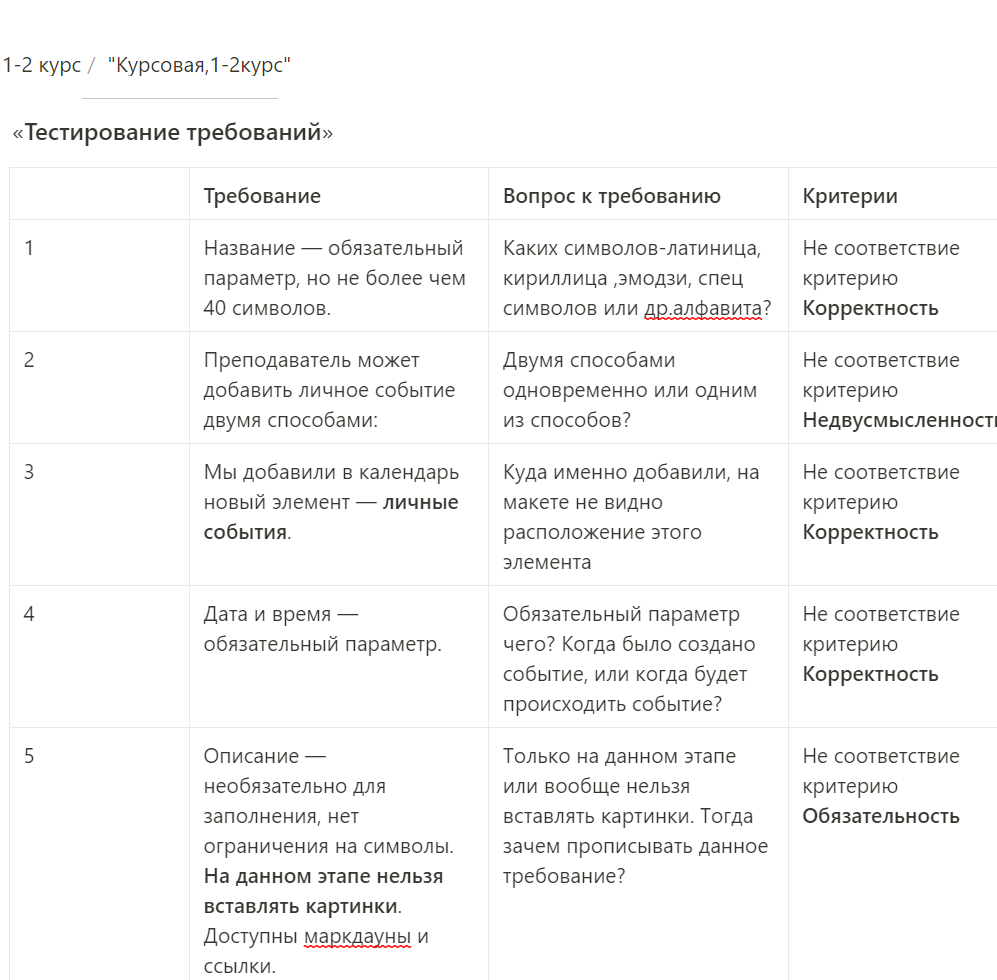 1-2 курс / "Курсовая,1-2курс"
«Тестирование требований»
Требование
Вопрос к требованию
Критерии
1
Название — обязательный
параметр, но не более чем
40 символов.
Каких символов-латиница,
кириллица ,эмодзи, спец
символов или др.алфавита?
Не соответствие
критерию
Корректность
2
Преподаватель может
добавить личное событие
двумя способами:
Двумя способами
одновременно или одним
из способов?
Не соответствие
критерию
Недвусмысленность
3
Мы добавили в календарь
новый элемент — личные
события.
Куда именно добавили, на
макете не видно
расположение этого
элемента
Не соответствие
критерию
Корректность
4
Дата и время —
обязательный параметр.
Обязательный параметр
чего? Когда было создано
событие, или когда будет
происходить событие?
Не соответствие
критерию
Корректность
5
Описание —
необязательно для
заполнения, нет
ограничения на символы.
На данном этапе нельзя
вставлять картинки.
Доступны маркдауны и
ссылки.
Только на данном этапе
или вообще нельзя
вставлять картинки. Тогда
зачем прописывать данное
требование?
Не соответствие
критерию
Обязательность